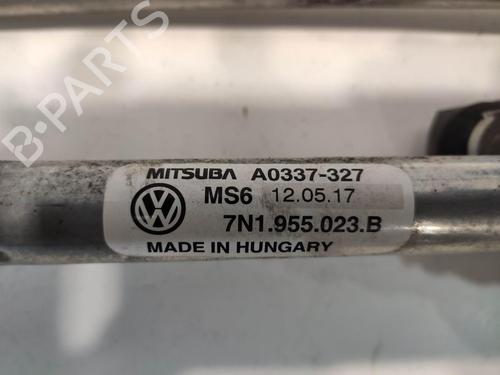 B-PARTS
MITSUBA A0337-327
MS6 12.05.17
7N1.955.023.B
MADE IN HUNGARY